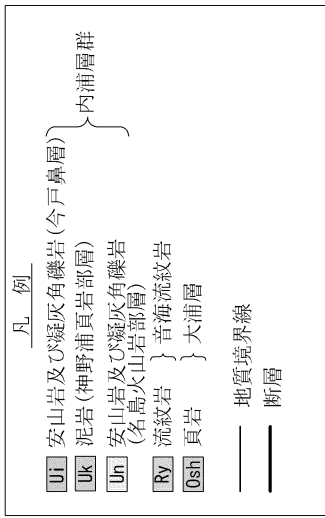 凡 例
Ui 安山岩及び凝灰角礫岩(今戸鼻層)
Uk 泥岩(神野浦頁岩部層)
Un 安山岩及び凝灰角礫岩
(名島火山岩部層)
内浦層群
Ry 流紋岩 音海流紋岩
Osh 頁岩 大浦層
地質境界線
断層